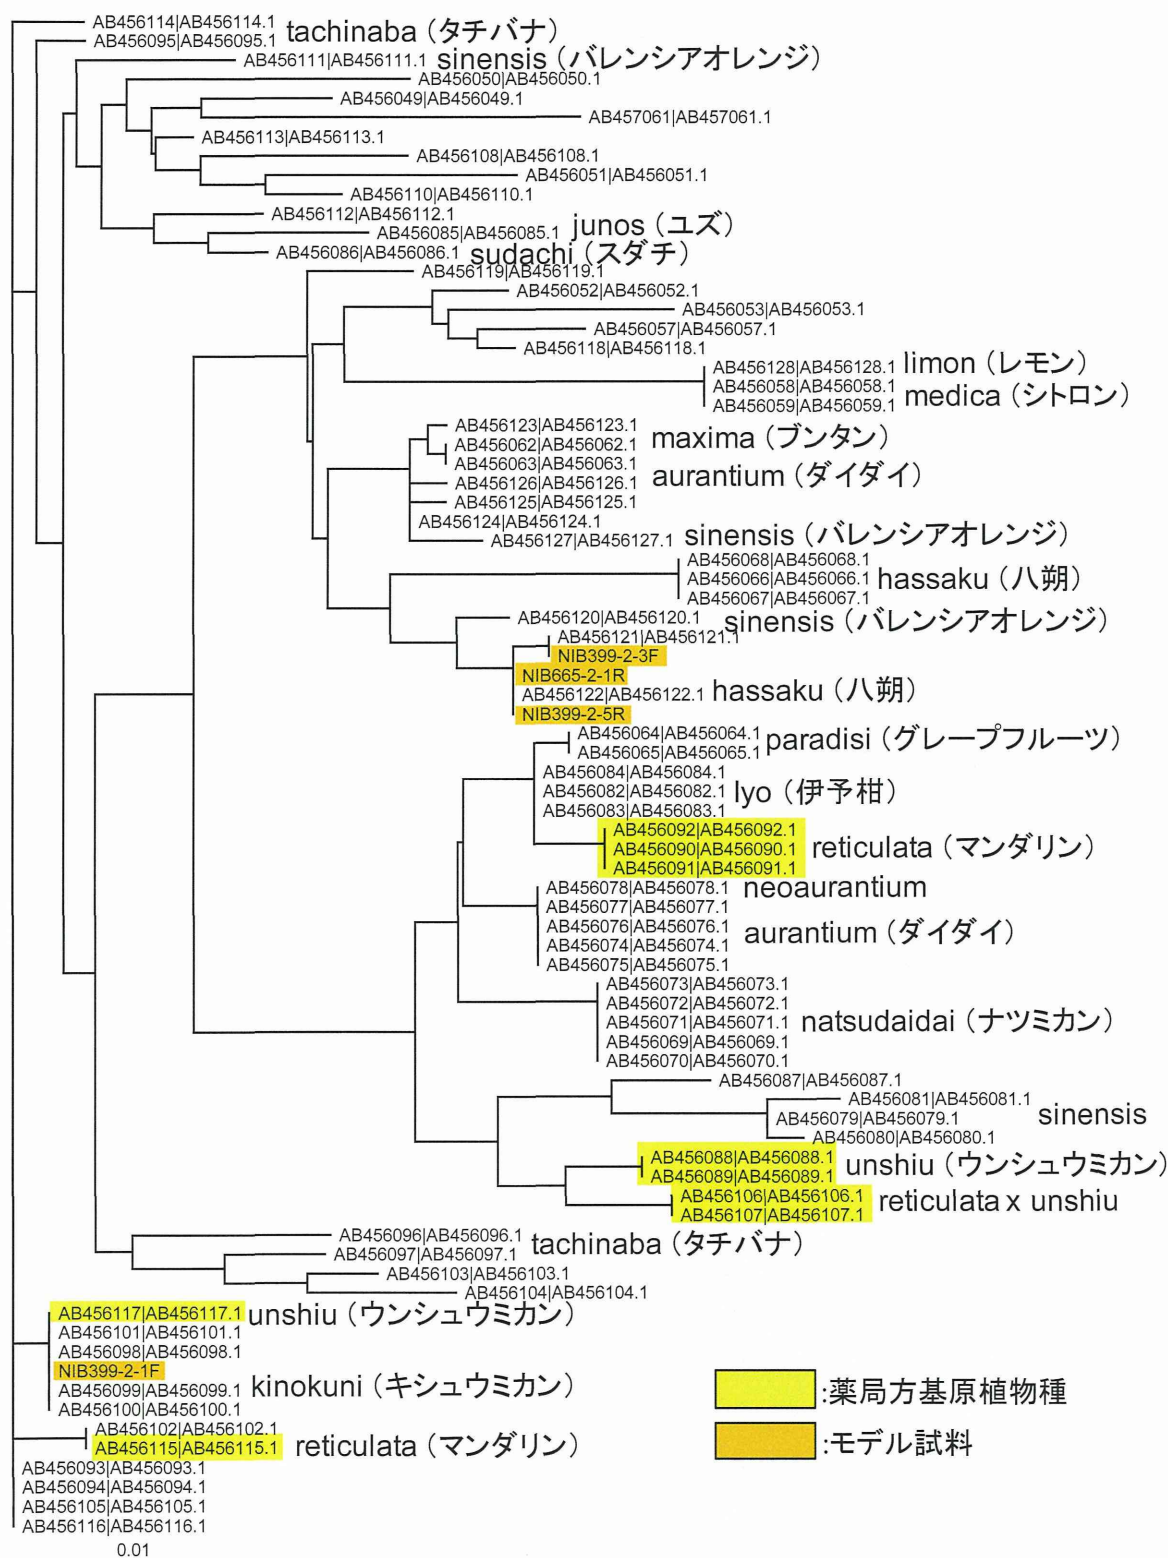 AB456114|AB456114.1
AB456095|AB456095.1 tachinaba (タチバナ)
AB456111|AB456111.1 sinensis (バレンシアオレンジ)
AB456050|AB456050.1
AB456049|AB456049.1
AB457061|AB457061.1
AB456113|AB456113.1
AB456108|AB456108.1
AB456051|AB456051.1
AB456110|AB456110.1
AB456112|AB456112.1
AB456085|AB456085.1 junos (ユズ)
AB456086|AB456086.1 sudachi (スダチ)
AB456119|AB456119.1
AB456052|AB456052.1
AB456053|AB456053.1
AB456057|AB456057.1
AB456118|AB456118.1
AB456128|AB456128.1 limon (レモン)
AB456058|AB456058.1
AB456059|AB456059.1 medica (シトロン)
AB456123|AB456123.1
AB456062|AB456062.1 maxima (ブンタン)
AB456063|AB456063.1
AB456126|AB456126.1 aurantium (ダイダイ)
AB456125|AB456125.1
AB456124|AB456124.1
AB456127|AB456127.1 sinensis (バレンシアオレンジ)
AB456068|AB456068.1
AB456066|AB456066.1 hassaku (八朔)
AB456067|AB456067.1
AB456120|AB456120.1 sinensis (バレンシアオレンジ)
AB456121|AB456121.1
NIB399-2-3F
NIB665-2-1R
AB456122|AB456122.1 hassaku (八朔)
NIB399-2-5R
AB456064|AB456064.1 paradisi (グレープフルーツ)
AB456065|AB456065.1
AB456084|AB456084.1
AB456082|AB456082.1 Iyo (伊予柑)
AB456083|AB456083.1
AB456092|AB456092.1
AB456090|AB456090.1 reticulata (マンダリン)
AB456091|AB456091.1
AB456078|AB456078.1 neoaurantium
AB456077|AB456077.1
AB456076|AB456076.1 aurantium (ダイダイ)
AB456074|AB456074.1
AB456075|AB456075.1
AB456073|AB456073.1
AB456072|AB456072.1
AB456071|AB456071.1 natsudaidai (ナツミカン)
AB456069|AB456069.1
AB456070|AB456070.1
AB456087|AB456087.1
AB456081|AB456081.1
AB456079|AB456079.1 sinensis
AB456080|AB456080.1
AB456088|AB456088.1 unshiu (ウンシュウミカン)
AB456089|AB456089.1
AB456106|AB456106.1 reticulata x unshiu
AB456107|AB456107.1
AB456096|AB456096.1
AB456097|AB456097.1 tachinaba (タチバナ)
AB456103|AB456103.1
AB456104|AB456104.1
AB456117|AB456117.1 unshiu (ウンシュウミカン)
AB456101|AB456101.1
AB456098|AB456098.1
NIB399-2-1F
AB456099|AB456099.1 kinokuni (キシュウミカン)
AB456100|AB456100.1
AB456102|AB456102.1
AB456115|AB456115.1 reticulata (マンダリン)
AB456093|AB456093.1
AB456094|AB456094.1
AB456105|AB456105.1
AB456116|AB456116.1
0.01
:薬局方基原植物種
:モデル試料